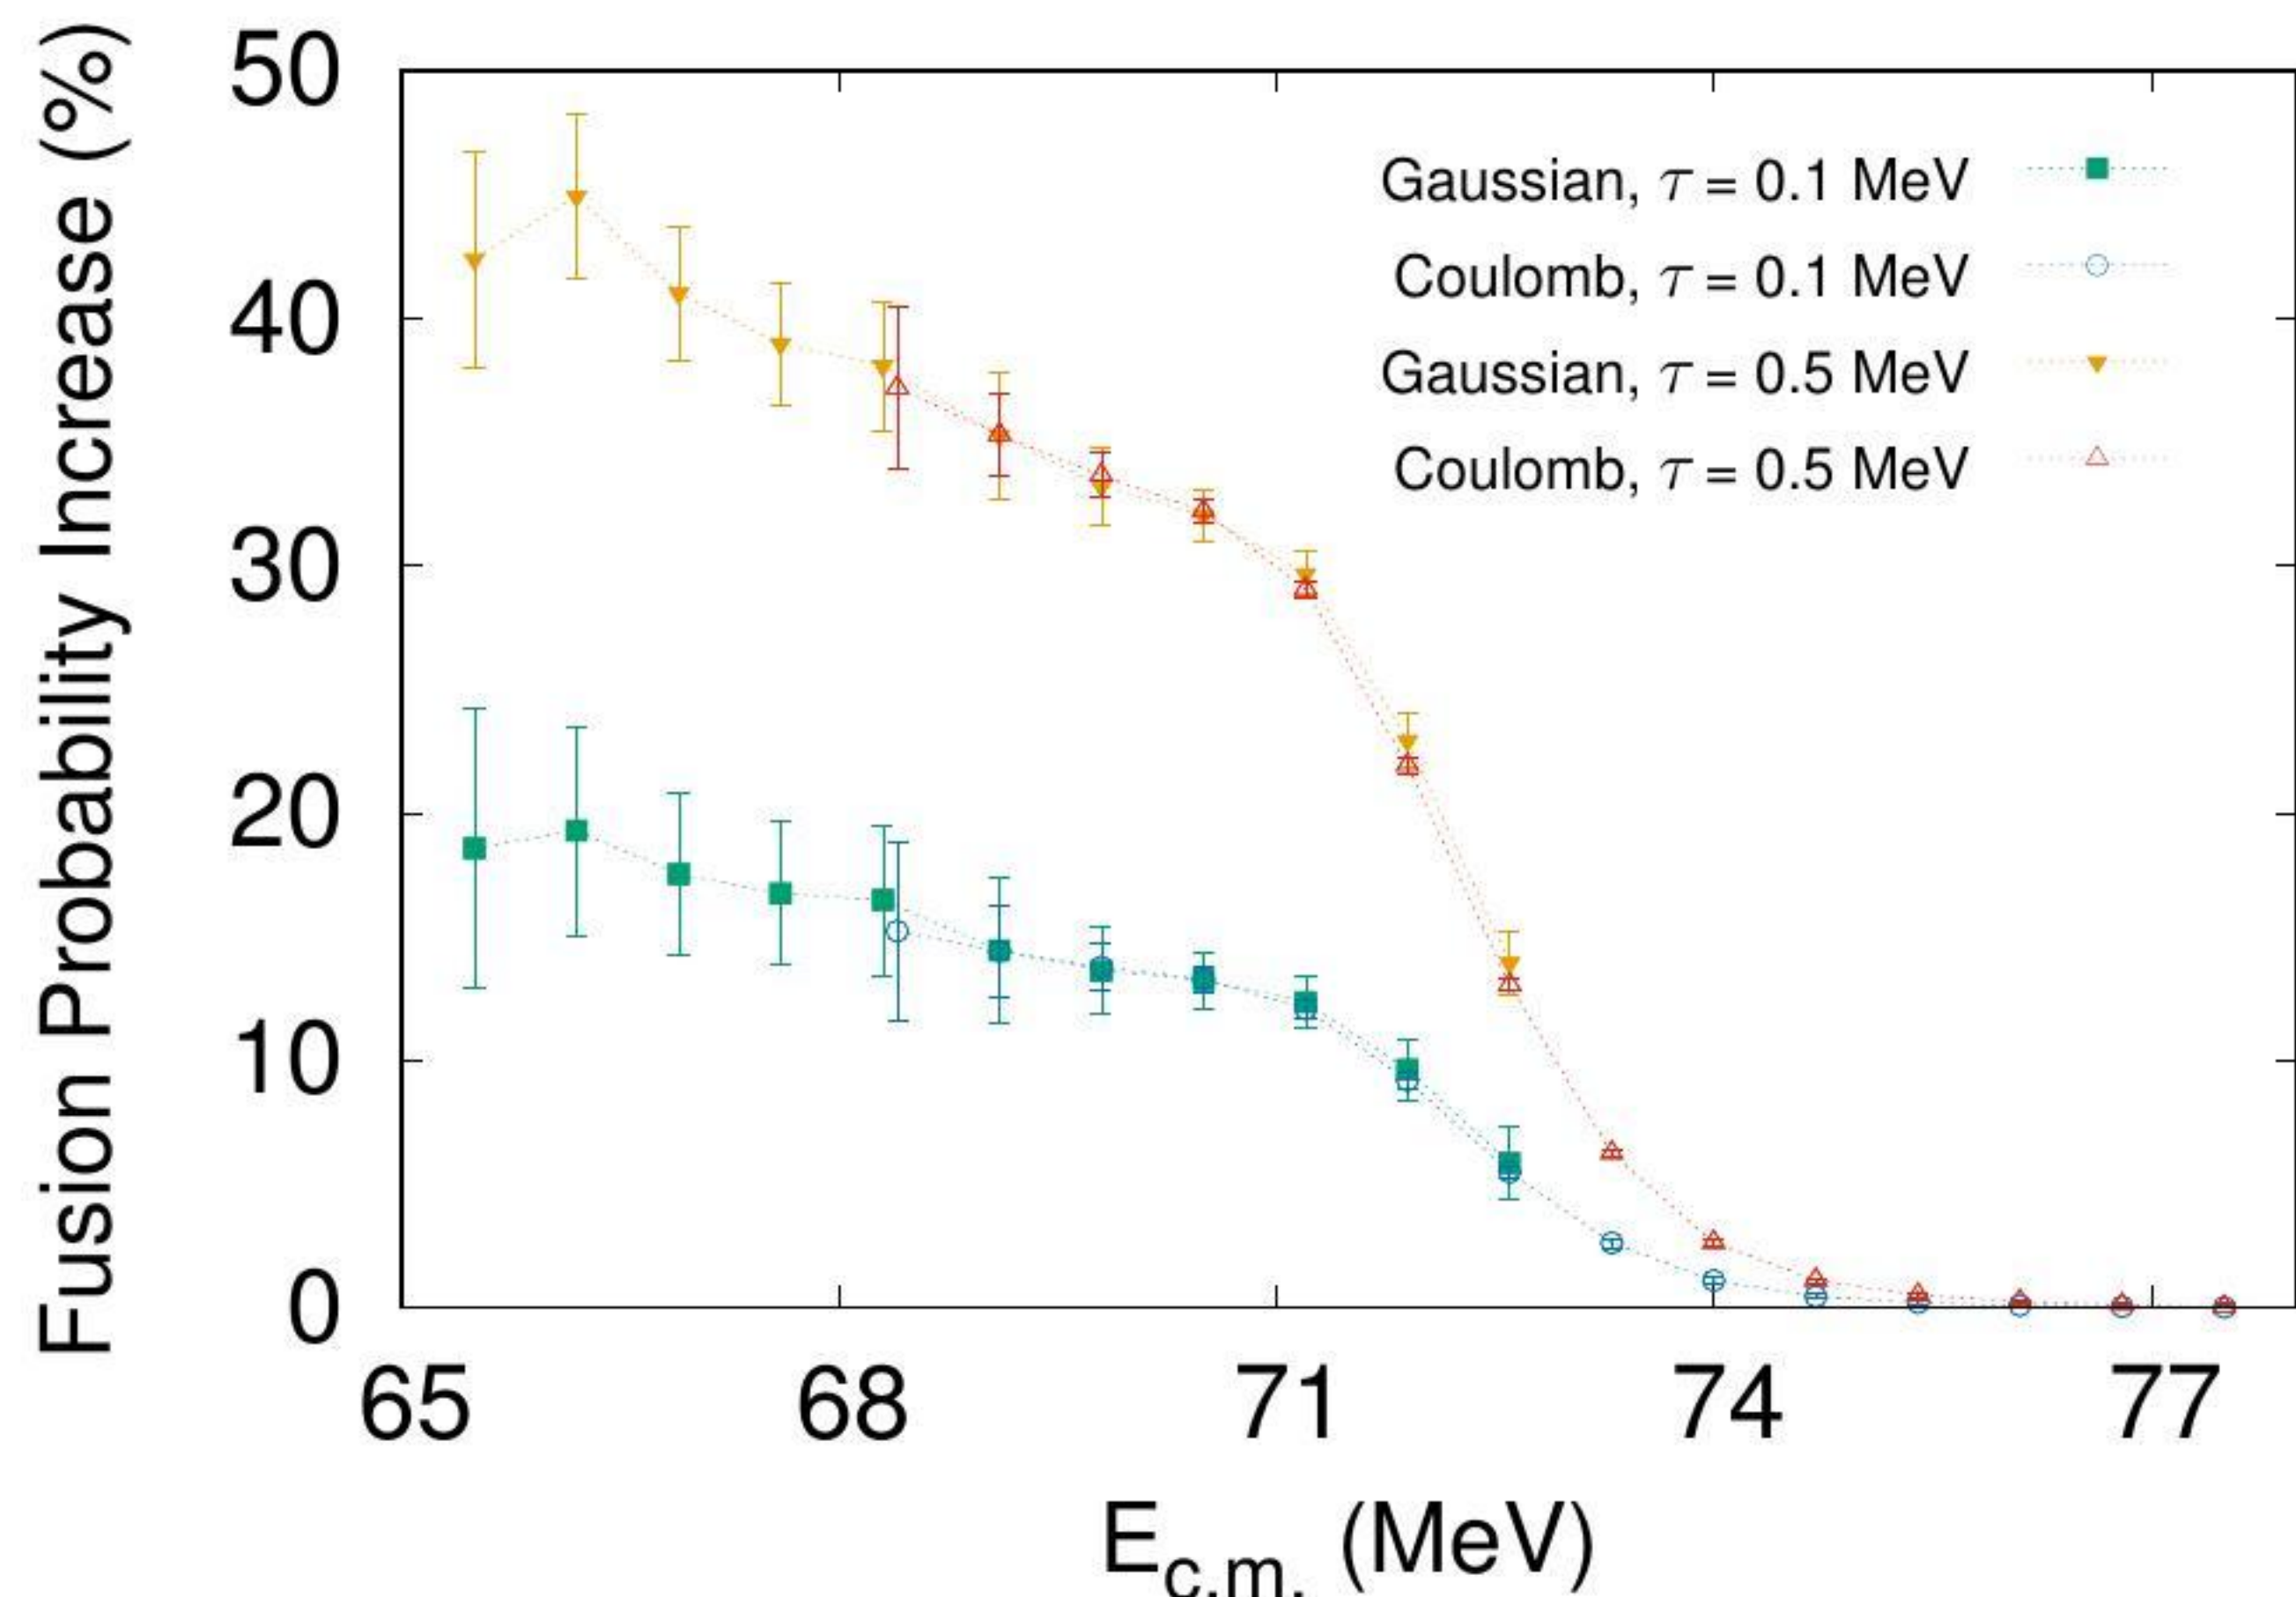 Fusion Probability Increase (%)
50
40
30
20
10
0
Gaussian, τ = 0.1 MeV
Coulomb, τ = 0.1 MeV
Gaussian, τ = 0.5 MeV
Coulomb, τ = 0.5 MeV
65 68 71 74 77
E_c.m. (MeV)